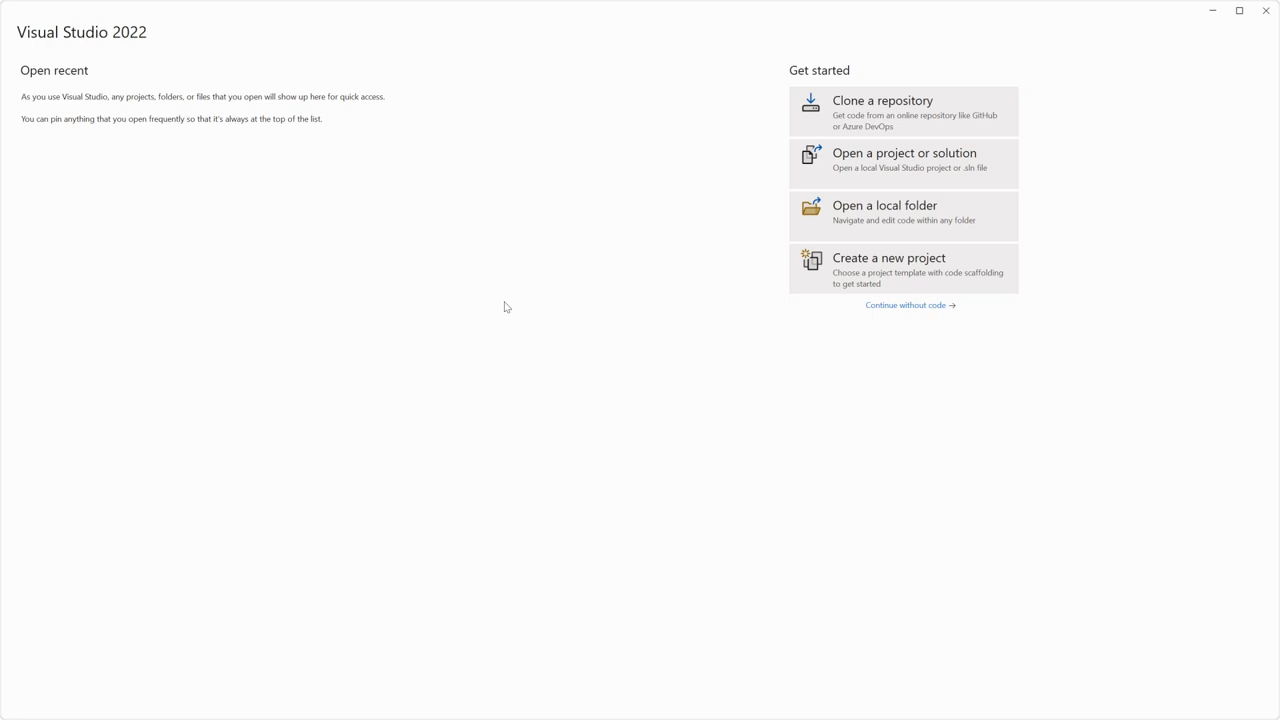 Visual Studio 2022
Open recent
As you use Visual Studio, any projects, folders, or files that you open will show up here for quick access.
You can pin anything that you open frequently so that it's always at the top of the list.
Get started
Clone a repository
Get code from an online repository like GitHub
or Azure DevOps
Open a project or solution
Open a local Visual Studio project or .sln file
Open a local folder
Navigate and edit code within any folder
Create a new project
Choose a project template with code scaffolding
to get started
Continue without code →